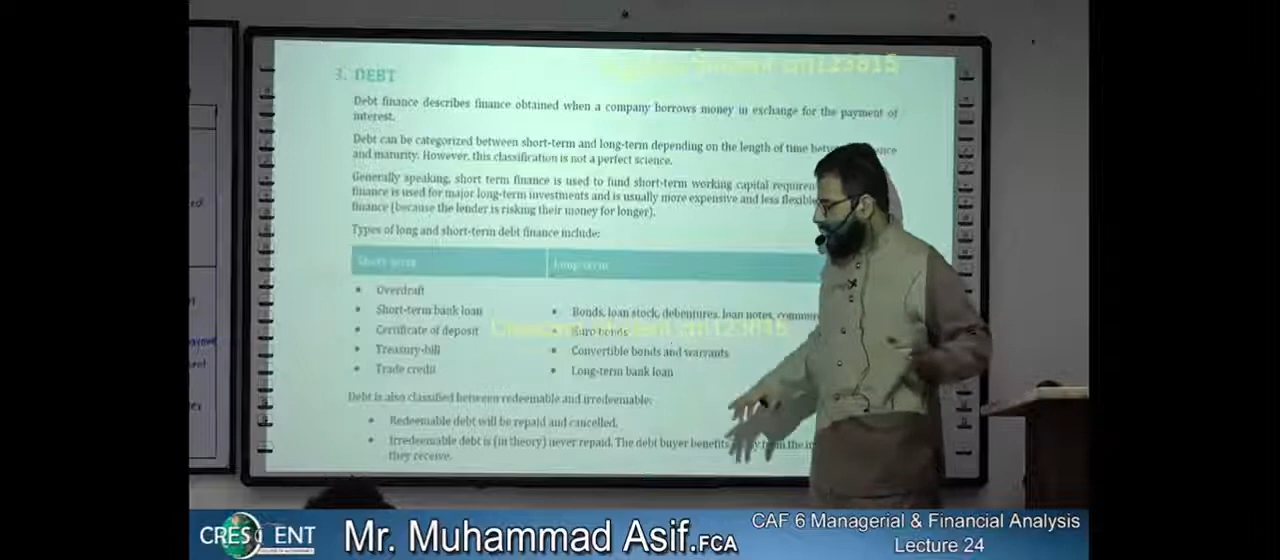 3. DEBT
Debt finance describes finance obtained when a company borrows money in exchange for the payment of
interest.
Debt can be categorized between short-term and long-term depending on the length of time
and maturity. However, this classification is not a perfect science.
Generally speaking, short term finance is used to fund short-term working capital
finance is used for major long-term investments and is usually more expensive and less flexible
finance (because the lender is risking their money for longer).
Types of long and short-term debt finance include:
Short-term
Long-term
Overdraft
Short-term bank loan
Certificate of deposit
Treasury-bill
Trade credit
Bonds, loan stock, debentures, loan notes,
Euro bonds
Convertible bonds and warrants
Long-term bank loan
Debt is also classified between redeemable and irredeemable:
Redeemable debt will be repaid and cancelled.
Irredeemable debt is (in theory) never repaid. The debt buyer benefits
they receive.
CRESCENT
Mr. Muhammad Asif.FCA
CAF 6 Managerial & Financial Analysis
Lecture 24